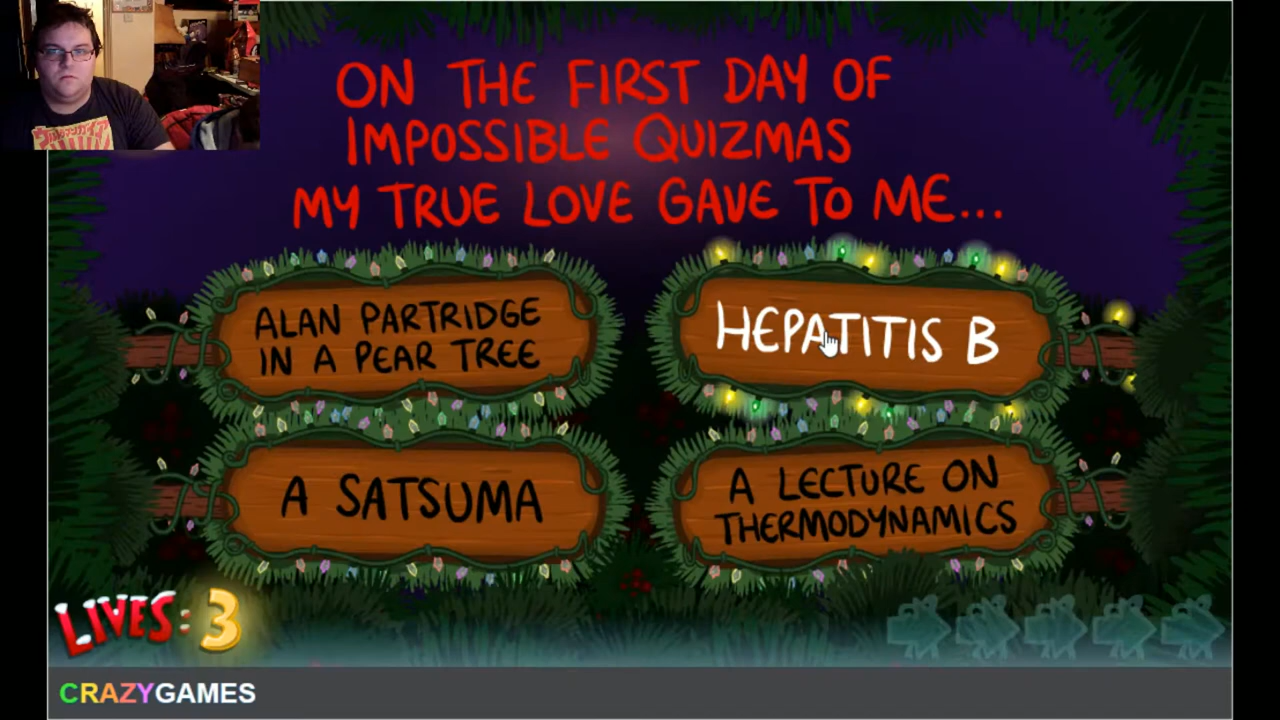 ON THE FIRST DAY OF
IMPOSSIBLE QUIZMAS
MY TRUE LOVE GAVE TO ME...
ALAN PARTRIDGE
IN A PEAR TREE
HEPATITIS B
A SATSUMA
A LECTURE ON
THERMODYNAMICS
LIVES: 3
CRAZYGAMES